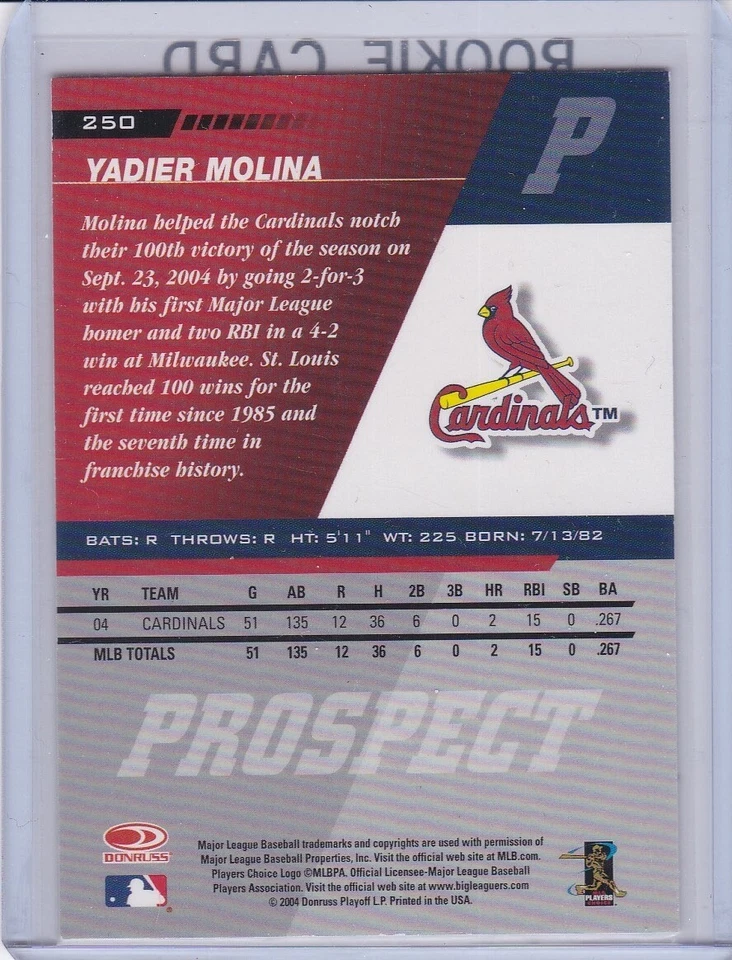 ROOKIE CARD
250
P
YADIER MOLINA
Molina helped the Cardinals notch
their 100th victory of the season on
Sept. 23, 2004 by going 2-for-3
with his first Major League
homer and two RBI in a 4-2
win at Milwaukee. St. Louis
reached 100 wins for the
first time since 1985 and
the seventh time in
franchise history.
Cardinals™
BATS: R THROWS: R HT: 5'11" WT: 225 BORN: 7/13/82
YR TEAM G AB R H 2B 3B HR RBI SB BA
04 CARDINALS 51 135 12 36 6 0 2 15 0 .267
MLB TOTALS 51 135 12 36 6 0 2 15 0 .267
PROSPECT
DONRUSS
Major League Baseball trademarks and copyrights are used with permission of
Major League Baseball Properties, Inc. Visit the official web site at MLB.com.
Players Choice Logo ©MLBPA. Official Licensee-Major League Baseball
Players Association. Visit the official web site at www.bigleaguers.com
© 2004 Donruss Playoff L.P. Printed in the USA.
PLAYERS
CHOICE